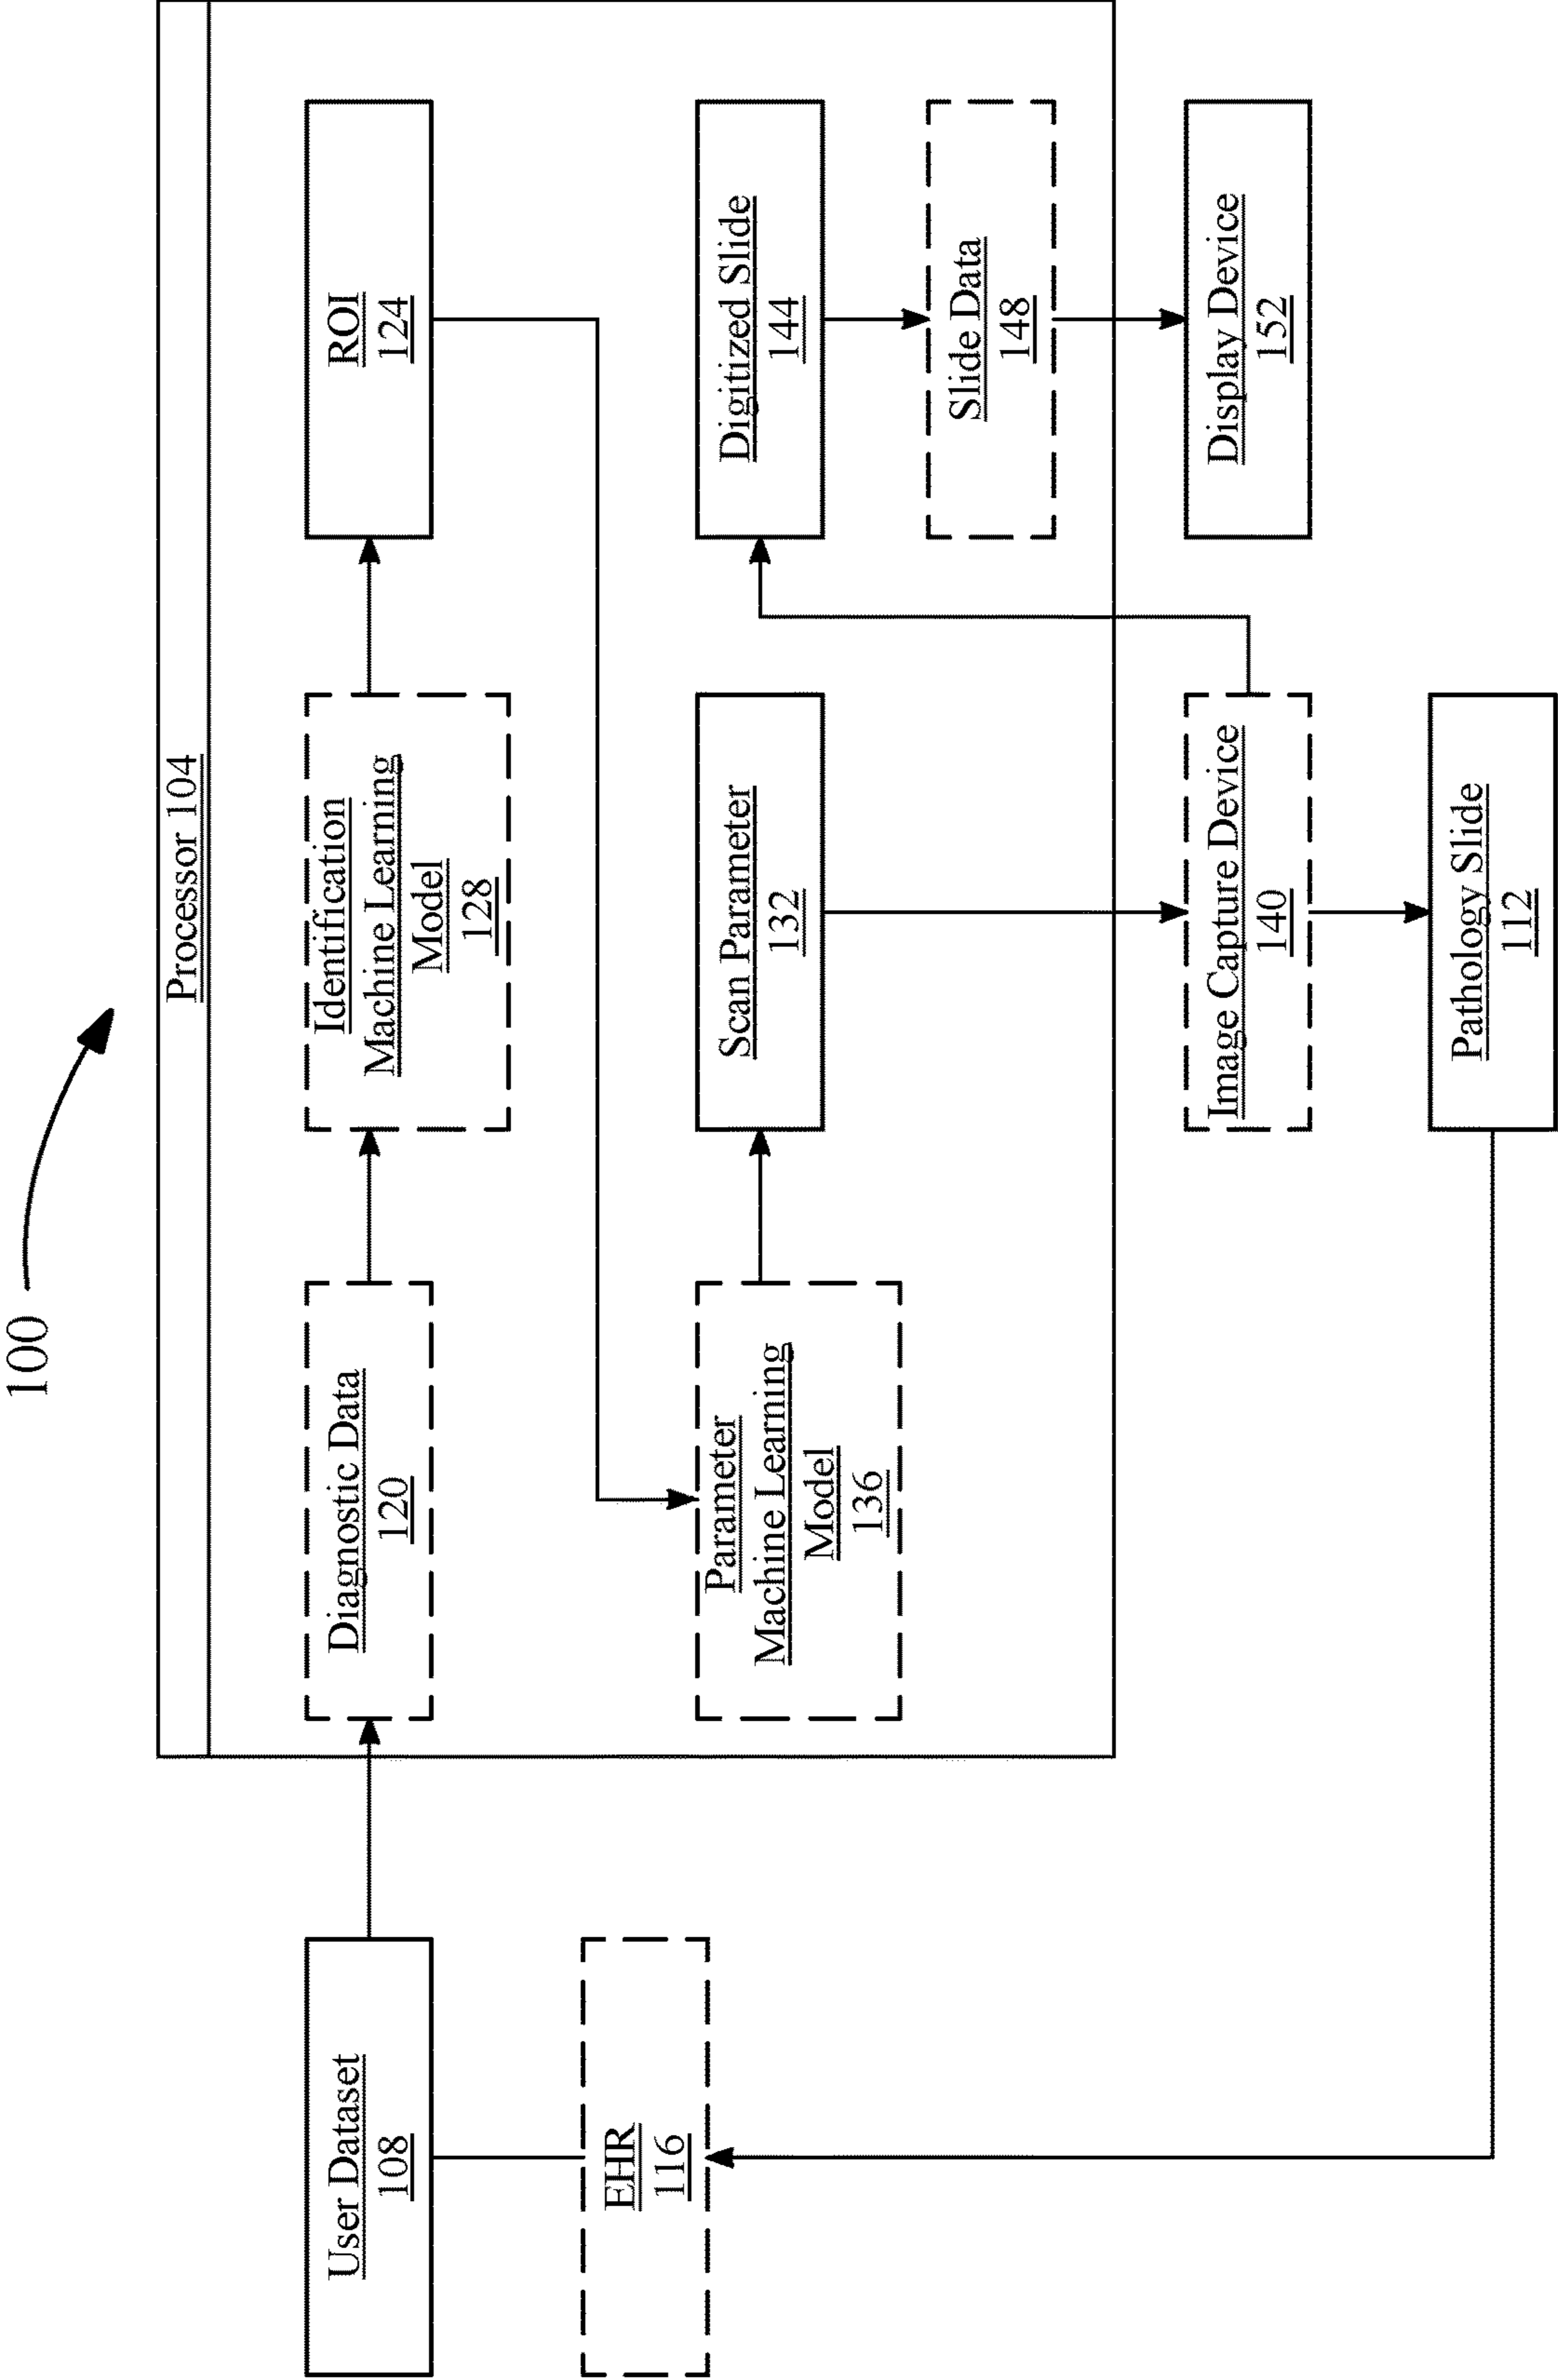 100
Processor 104
User Dataset
108
Diagnostic Data
120
Identification
Machine Learning
Model
128
ROI
124
EHR
116
Parameter
Machine Learning
Model
136
Scan Parameter
132
Digitized Slide
144
Slide Data
148
Image Capture Device
140
Display Device
152
Pathology Slide
112